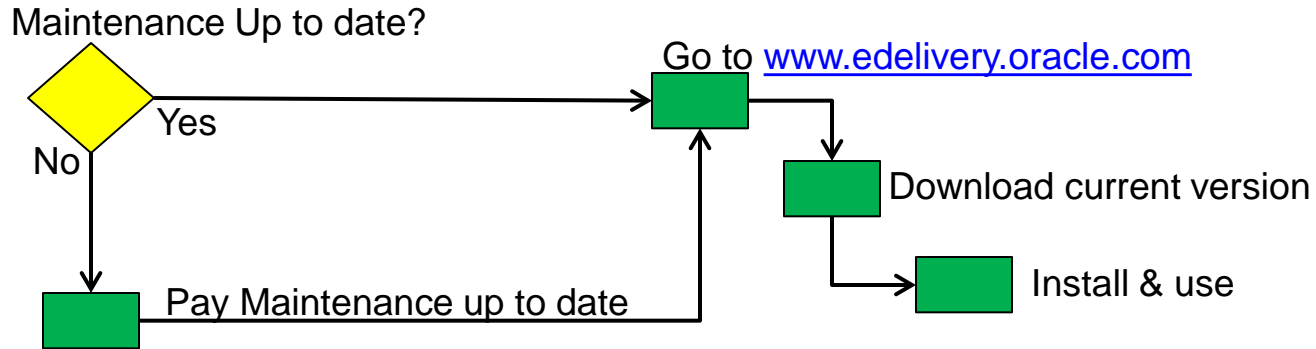 Maintenance Up to date?
Go to www.edelivery.oracle.com
Yes
No
Download current version
Install & use
Pay Maintenance up to date